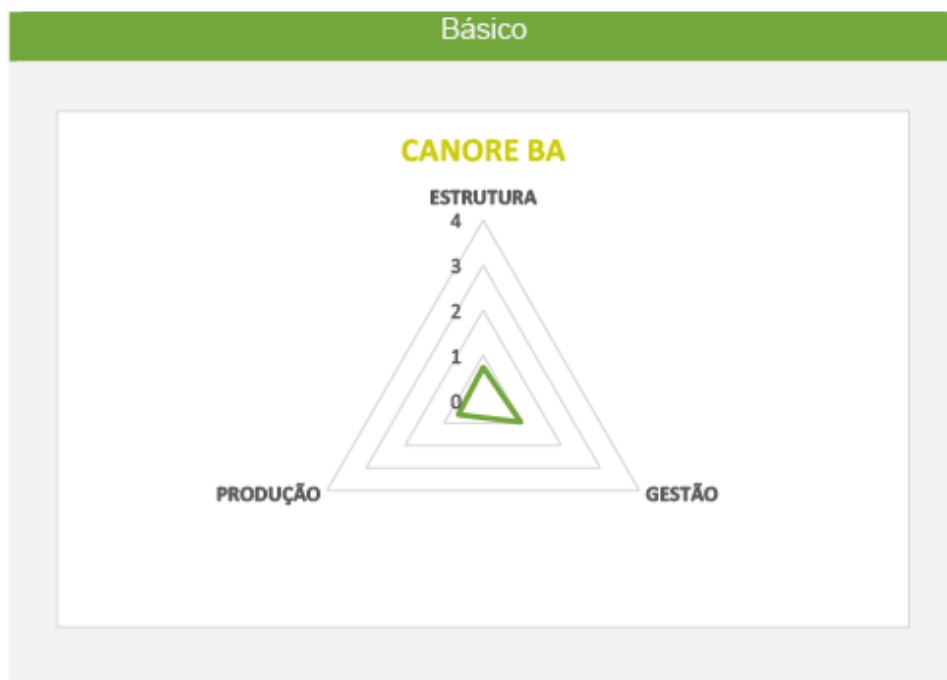 Básico
CANORE BA
ESTRUTURA
4
3
2
1
0
PRODUÇÃO
GESTÃO